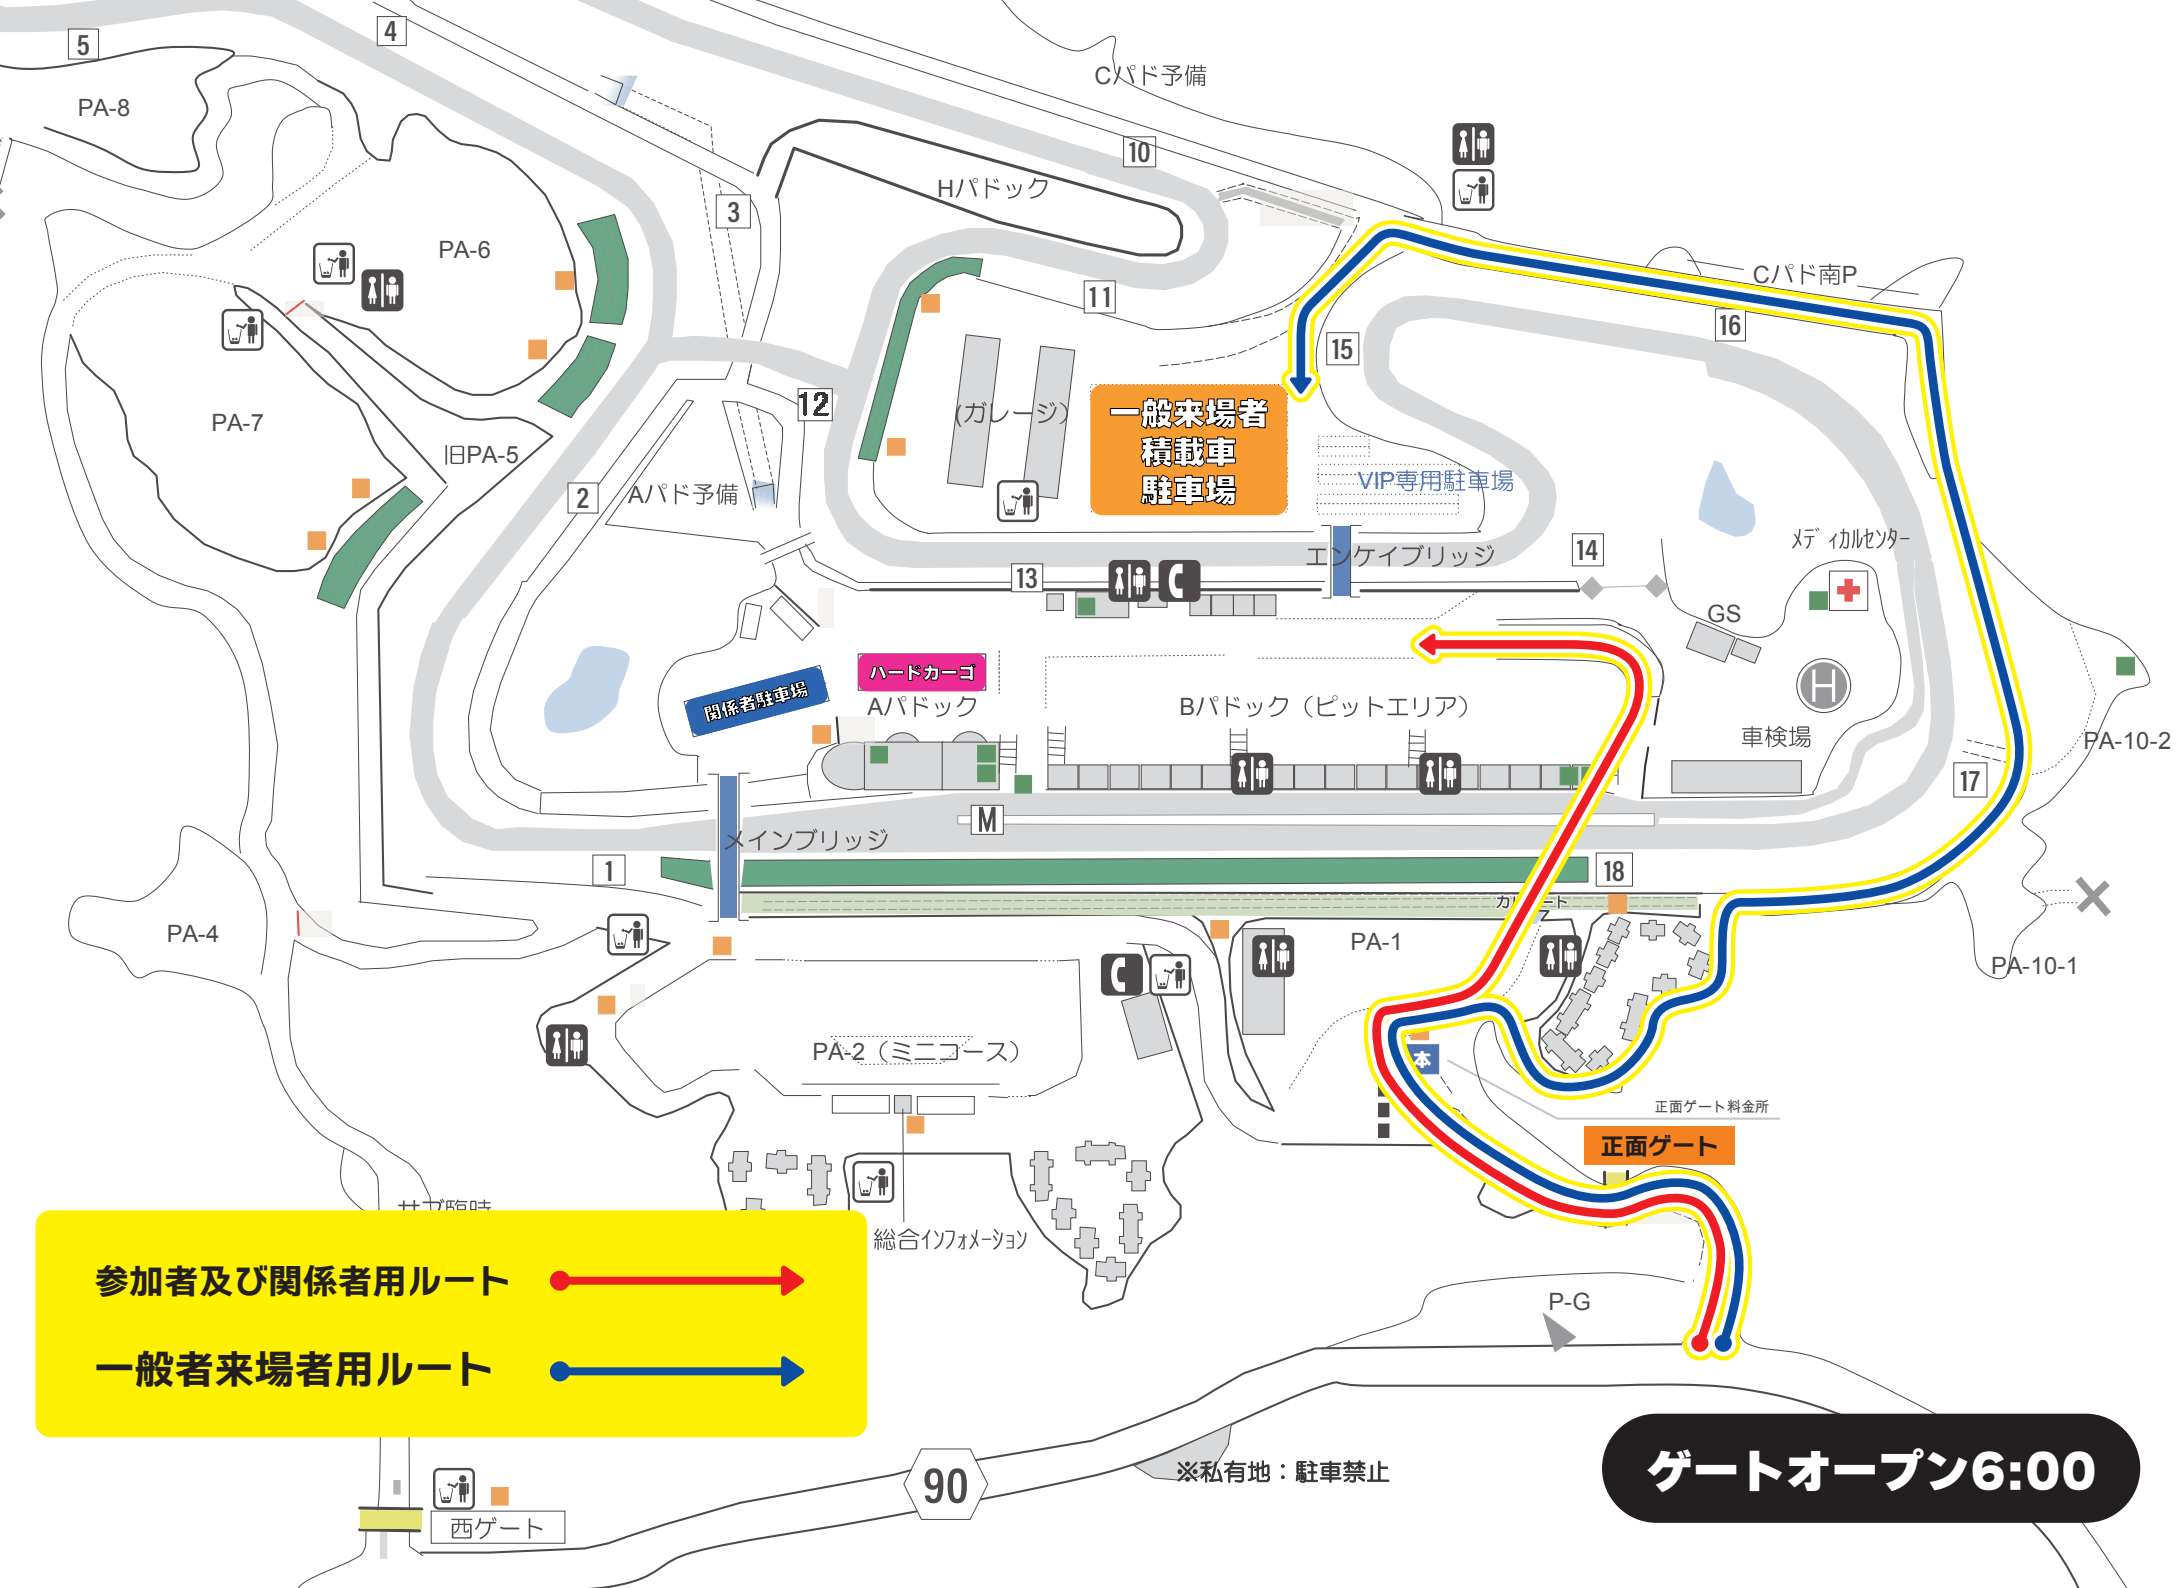 5
4
Cパド予備
PA-8
10
Hパドック
3
PA-6
Cパド南P
11
16
15
12
(ガレージ)
一般来場者
積載車
駐車場
PA-7
旧PA-5
2
Aパド予備
VIP専用駐車場
エンケイブリッジ
14
13
メディカルセンター
GS
H
ハードカーゴ
関係者駐車場
Aパドック
Bパドック（ピットエリア）
車検場
PA-10-2
17
M
メインブリッジ
1
18
PA-4
PA-1
PA-10-1
PA-2（ミニコース）
本
正面ゲート料金所
正面ゲート
サブ臨時
総合インフォメーション
参加者及び関係者用ルート
一般者来場者用ルート
P-G
90
※私有地：駐車禁止
ゲートオープン6:00
西ゲート